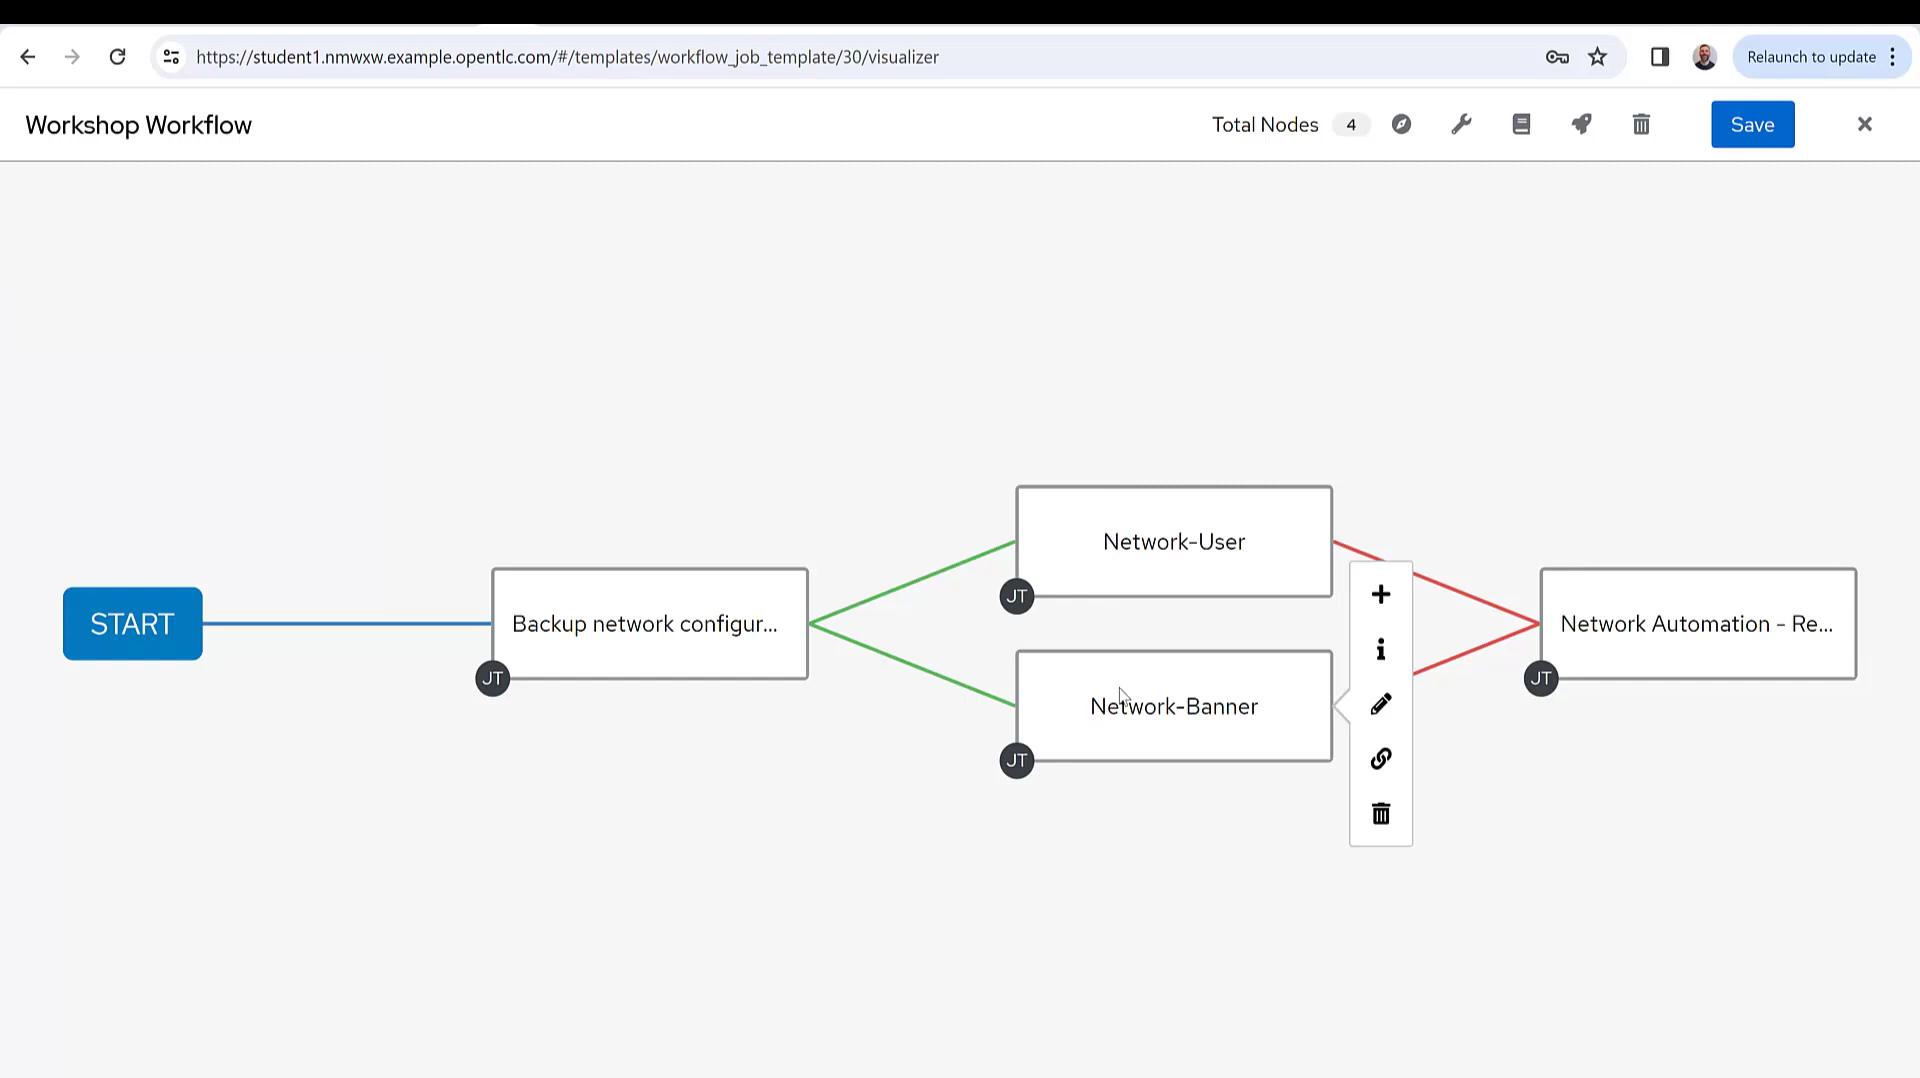 https://student1.nmwxw.example.opentlc.com/#/templates/workflow_job_template/30/visualizer
Relaunch to update
Workshop Workflow
Total Nodes 4
Save
Network-User
JT
START
Backup network configur...
JT
Network Automation - Re...
JT
Network-Banner
JT